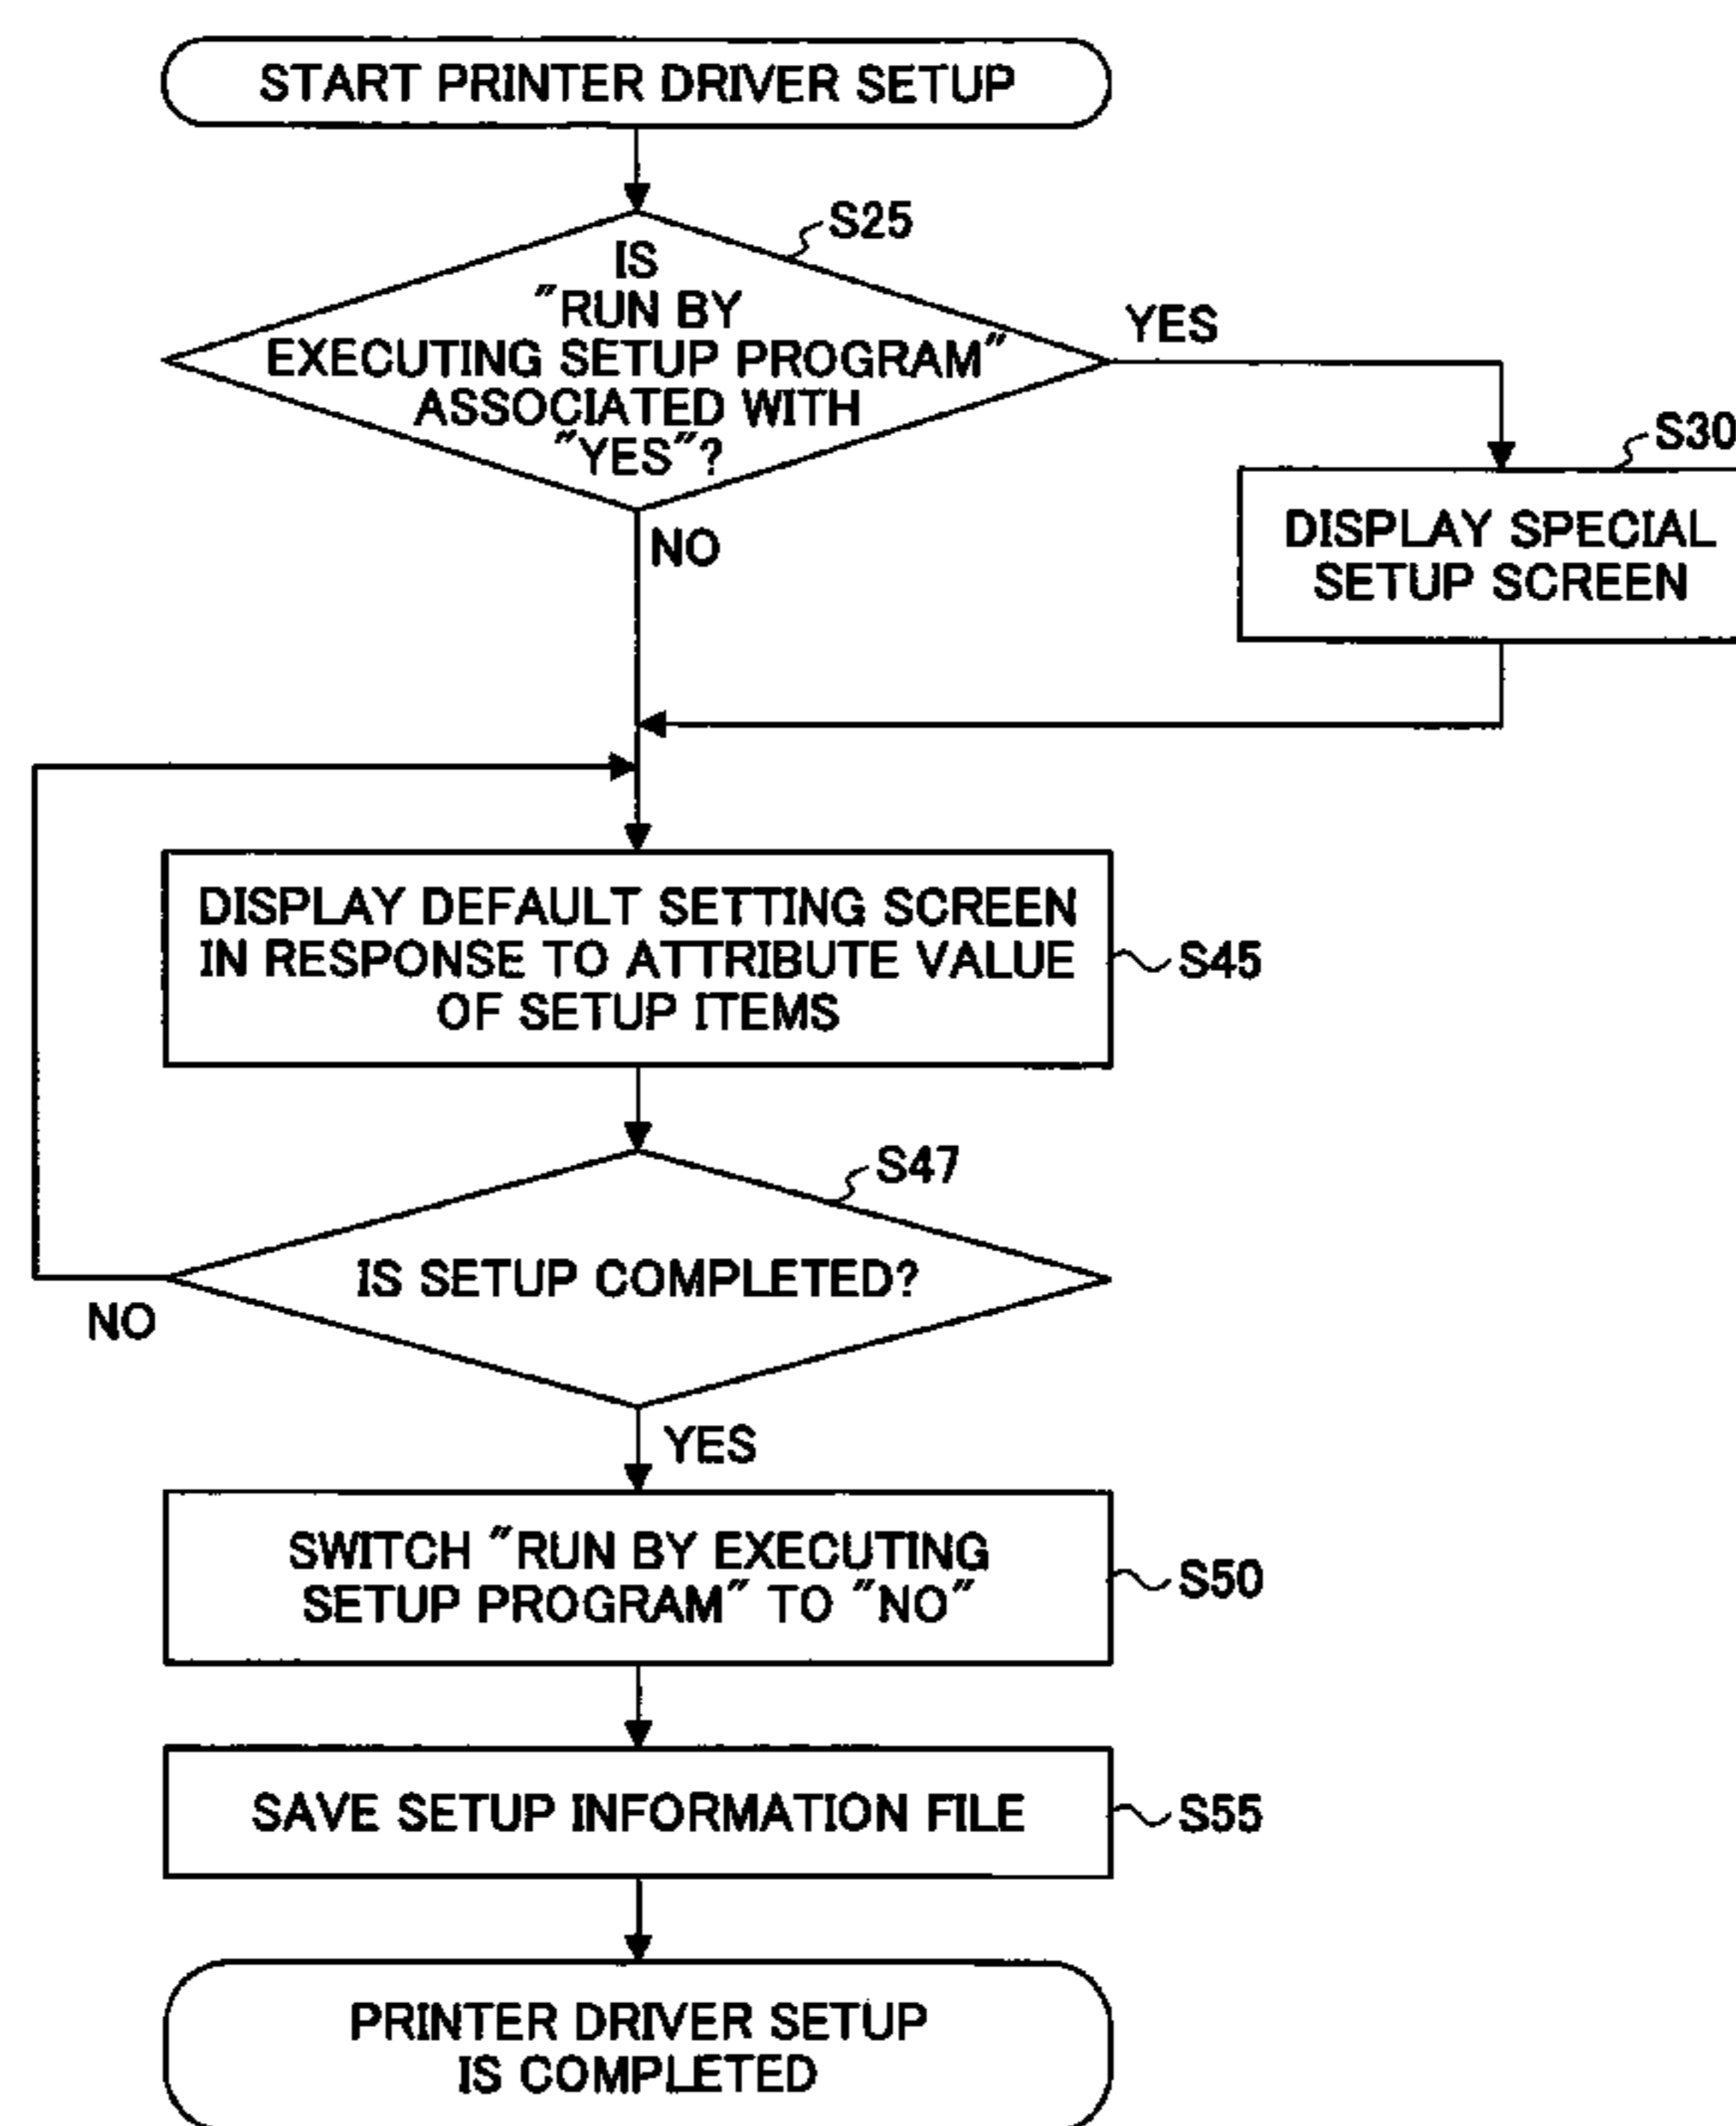 START PRINTER DRIVER SETUP
S25
IS
"RUN BY
EXECUTING SETUP PROGRAM"
ASSOCIATED WITH
"YES"?
YES
NO
S30
DISPLAY SPECIAL
SETUP SCREEN
DISPLAY DEFAULT SETTING SCREEN
IN RESPONSE TO ATTRIBUTE VALUE
OF SETUP ITEMS
S45
S47
IS SETUP COMPLETED?
NO
YES
SWITCH "RUN BY EXECUTING
SETUP PROGRAM" TO "NO"
S50
SAVE SETUP INFORMATION FILE
S55
PRINTER DRIVER SETUP
IS COMPLETED